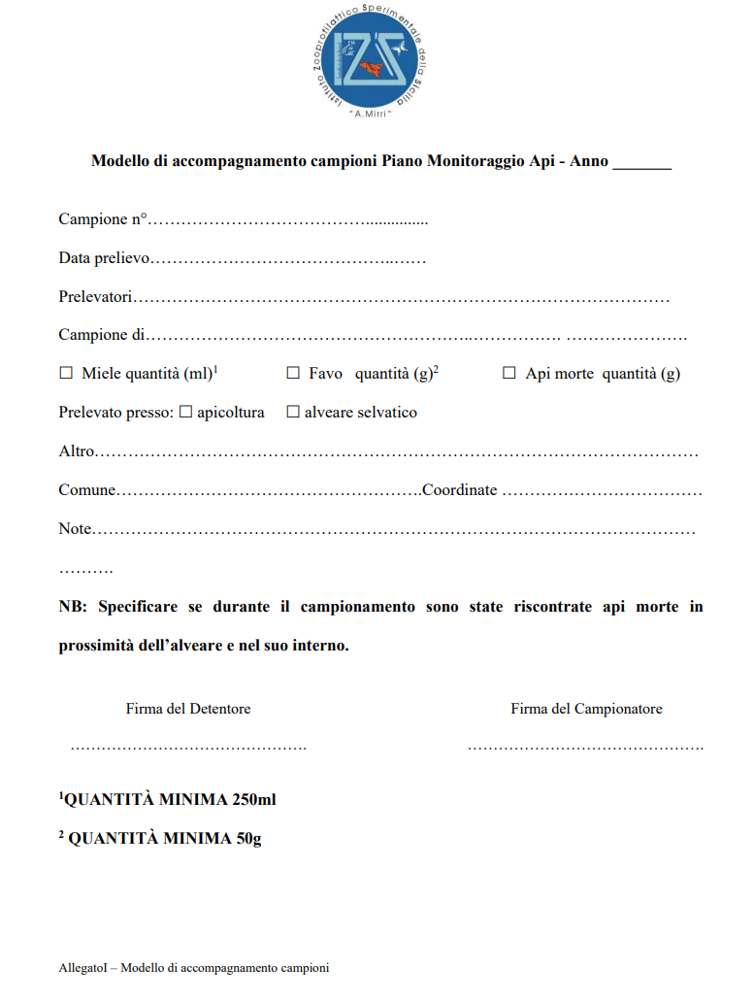 Istituto Zooprofilattico Sperimentale della Sicilia
IZS
"A. Mirri"
Modello di accompagnamento campioni Piano Monitoraggio Api - Anno _______
Campione n°…………………………………...............
Data prelievo……………………………………..……
Prelevatori……………………………………………………………………………………
Campione di…………………………………………………..……………. ………………….
☐ Miele quantità (ml)¹ ☐ Favo quantità (g)² ☐ Api morte quantità (g)
Prelevato presso: ☐ apicoltura ☐ alveare selvatico
Altro………………………………………………………………………………………………
Comune……………………………………………….Coordinate ………………………………
Note………………………………………………………………………………………………
……….
NB: Specificare se durante il campionamento sono state riscontrate api morte in
prossimità dell’alveare e nel suo interno.
Firma del Detentore Firma del Campionatore
………………………………………. ……………………………………….
¹QUANTITÀ MINIMA 250ml
² QUANTITÀ MINIMA 50g
AllegatoI – Modello di accompagnamento campioni